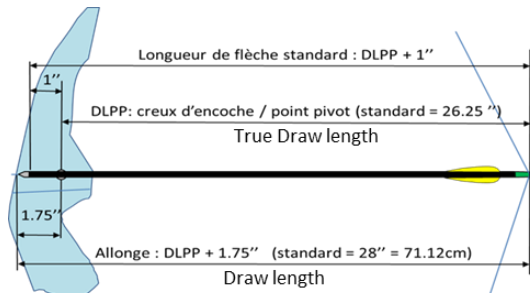 Longueur de flèche standard : DLPP + 1’’
1’’
DLPP: creux d’encoche / point pivot (standard = 26.25 ’’)
True Draw length
1.75’’
Allonge : DLPP + 1.75’’ (standard = 28’’ = 71.12cm)
Draw length